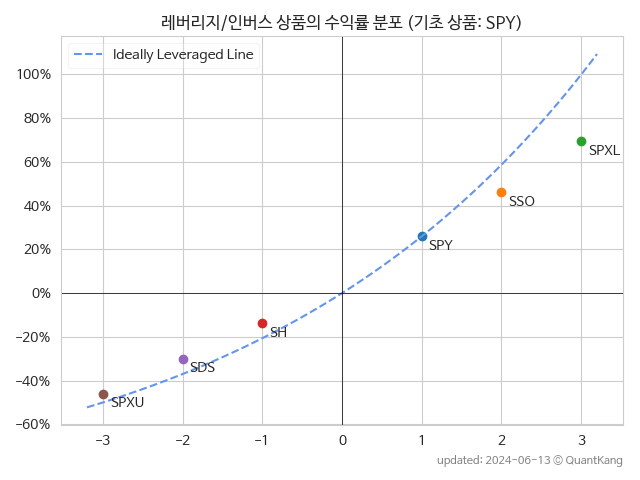 레버리지/인버스 상품의 수익률 분포 (기초 상품: SPY)
Ideally Leveraged Line
100%
80%
60%
40%
20%
0%
−20%
−40%
−60%
SPXL
SSO
SPY
SH
SDS
SPXU
−3 −2 −1 0 1 2 3
updated: 2024-06-13 © QuantKang